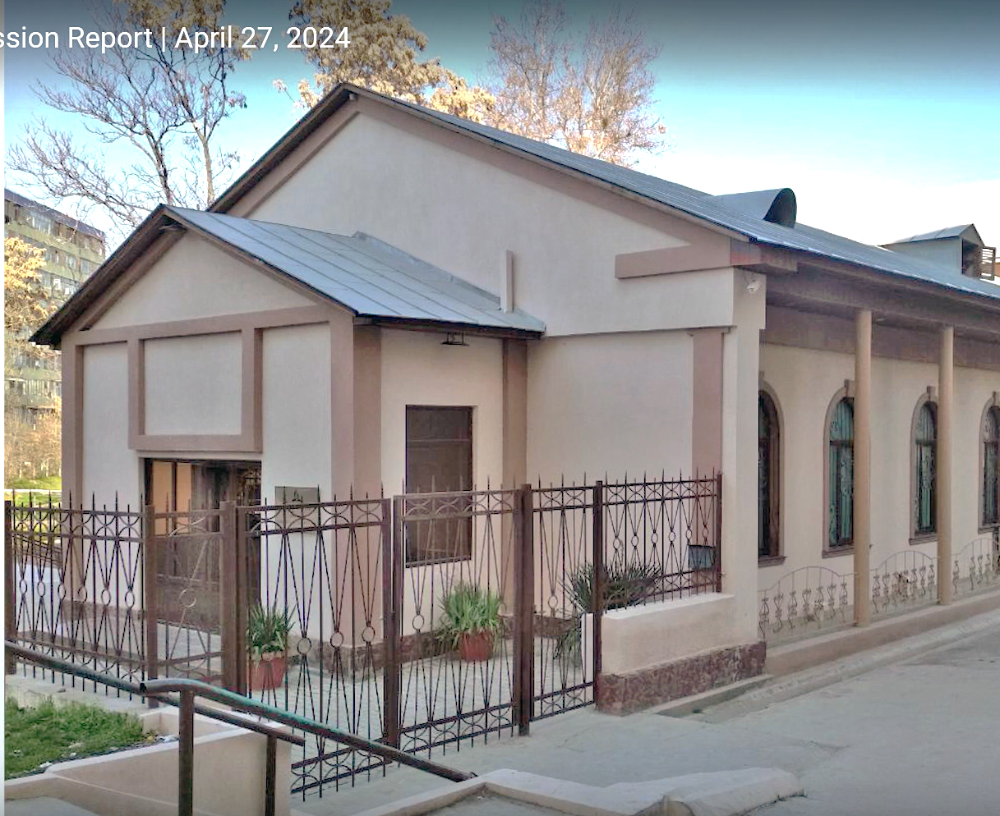 ssion Report | April 27, 2024